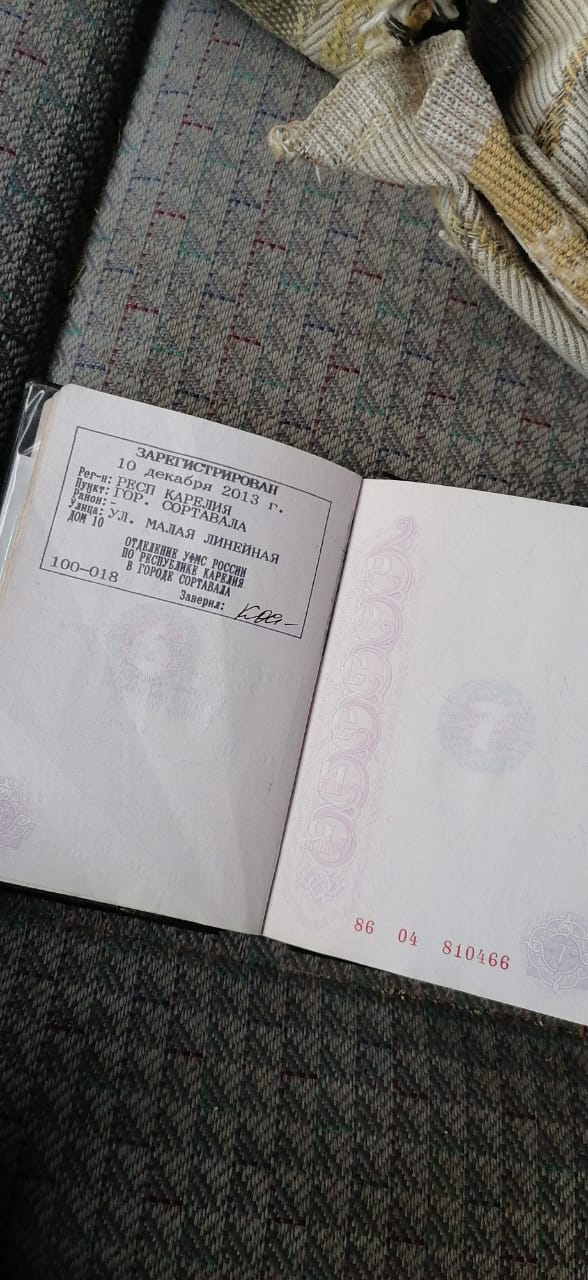 ЗАРЕГИСТРИРОВАН
10 декабря 2013 г.
Рег-н: РЕСП КАРЕЛИЯ
Пункт: ГОР. СОРТАВАЛА
Район: -
Улица: УЛ. МАЛАЯ ЛИНЕЙНАЯ
ДОМ 10
ОТДЕЛЕНИЕ УФМС РОССИИ
ПО РЕСПУБЛИКЕ КАРЕЛИЯ
В ГОРОДЕ СОРТАВАЛА
100-018
Заверил:
7
86 04 810466